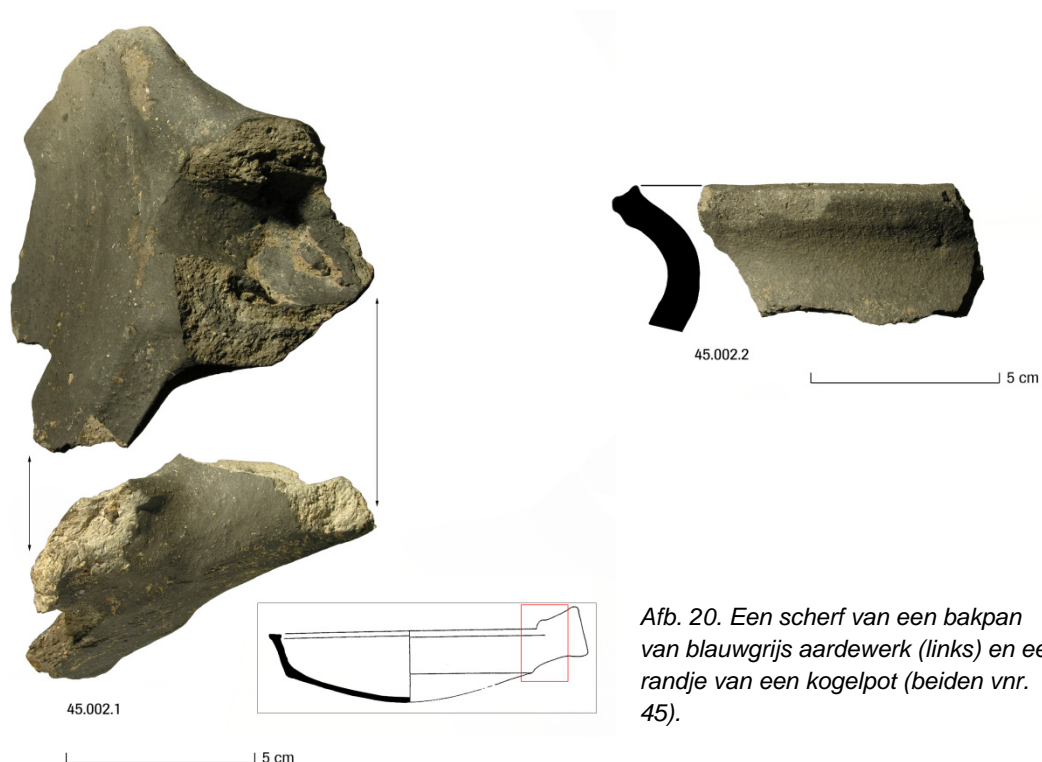 45.002.2
5 cm
Afb. 20. Een scherf van een bakpan
van blauwgrijs aardewerk (links) en ee
randje van een kogelpot (beiden vnr.
45).
45.002.1
5 cm